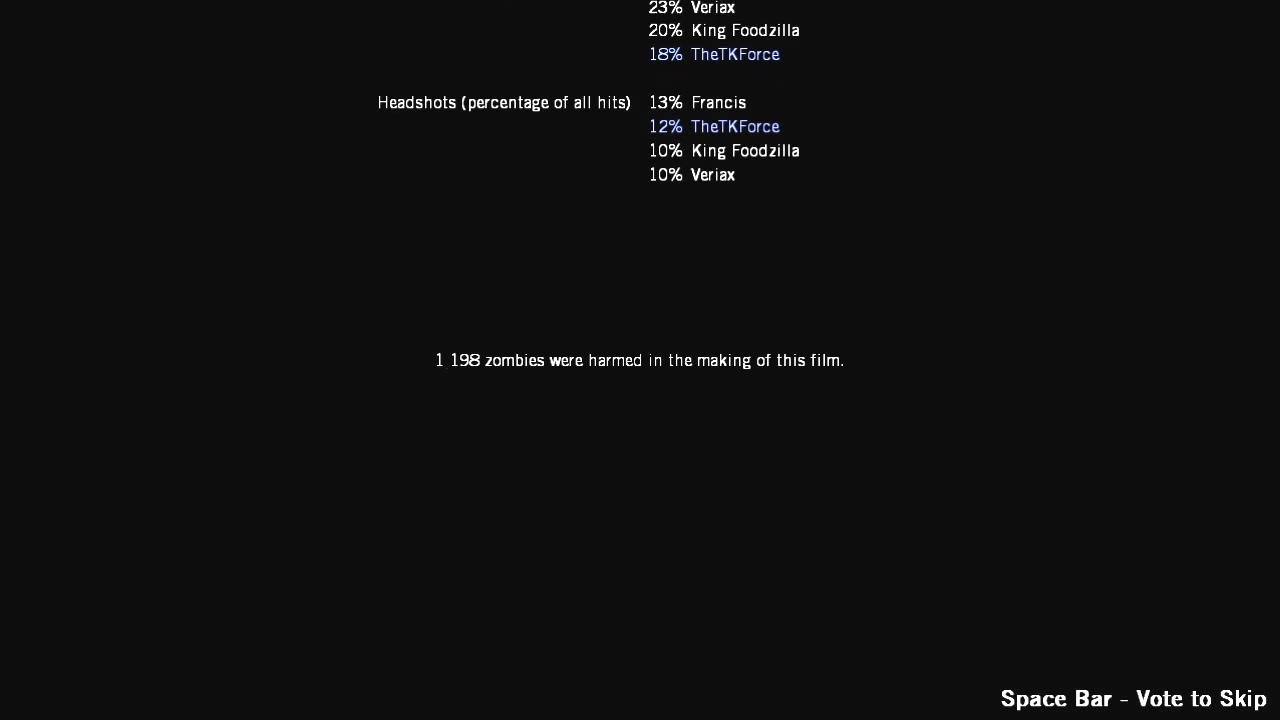 23% Veriax
20% King Foodzilla
18% TheTKForce
Headshots (percentage of all hits) 13% Francis
12% TheTKForce
10% King Foodzilla
10% Veriax
1 198 zombies were harmed in the making of this film.
Space Bar - Vote to Skip